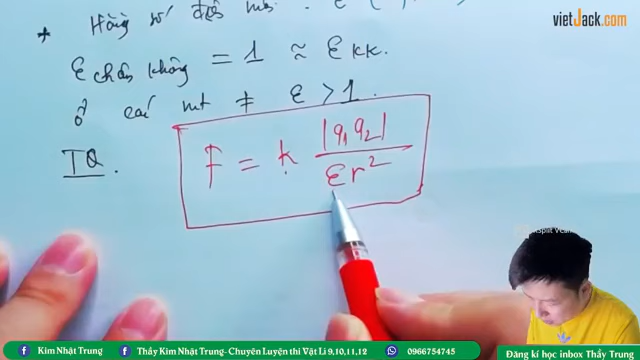 * Hằng số điện môi : ε
vietJack.com
ε chân không = 1 ≈ ε kk.
ở các mt ≠ ε > 1.
TQ. F = k |q₁q₂| / εr²
Kim Nhật Trung
Thầy Kim Nhật Trung- Chuyên Luyện thi Vật Lí 9,10,11,12
0966754745
Đăng kí học inbox Thầy Trung